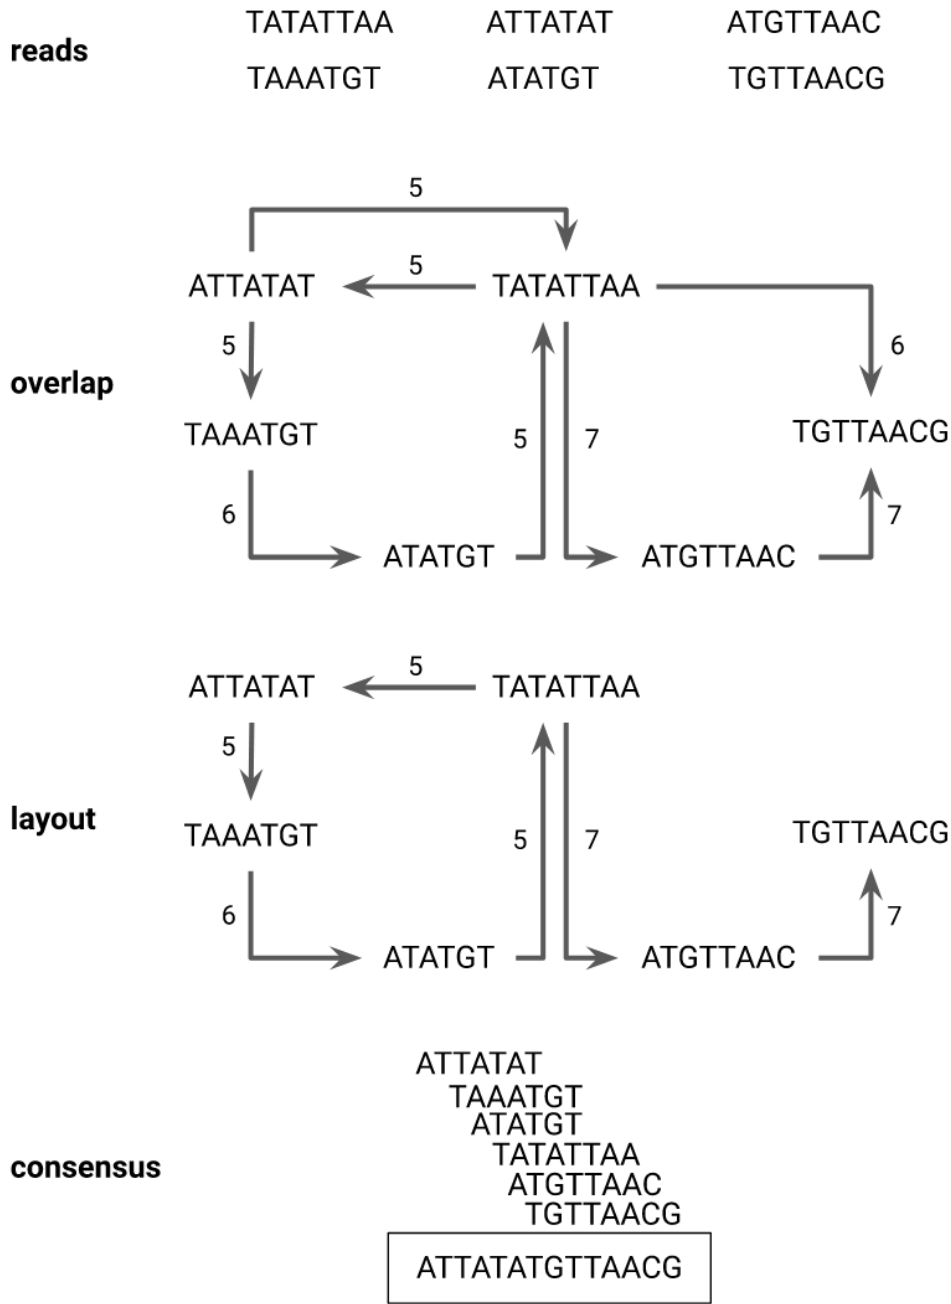 reads
TATATTAA ATTATAT ATGTTAAC
TAAATGT ATATGT TGTTAACG
overlap
5
ATTATAT 5 TATATTAA
5 6
TAAATGT 5 7 TGTTAACG
6 7
ATATGT ATGTTAAC
layout
ATTATAT 5 TATATTAA
5
TAAATGT 5 7 TGTTAACG
6 7
ATATGT ATGTTAAC
consensus
ATTATAT
TAAATGT
ATATGT
TATATTAA
ATGTTAAC
TGTTAACG
ATTATATGTTAACG